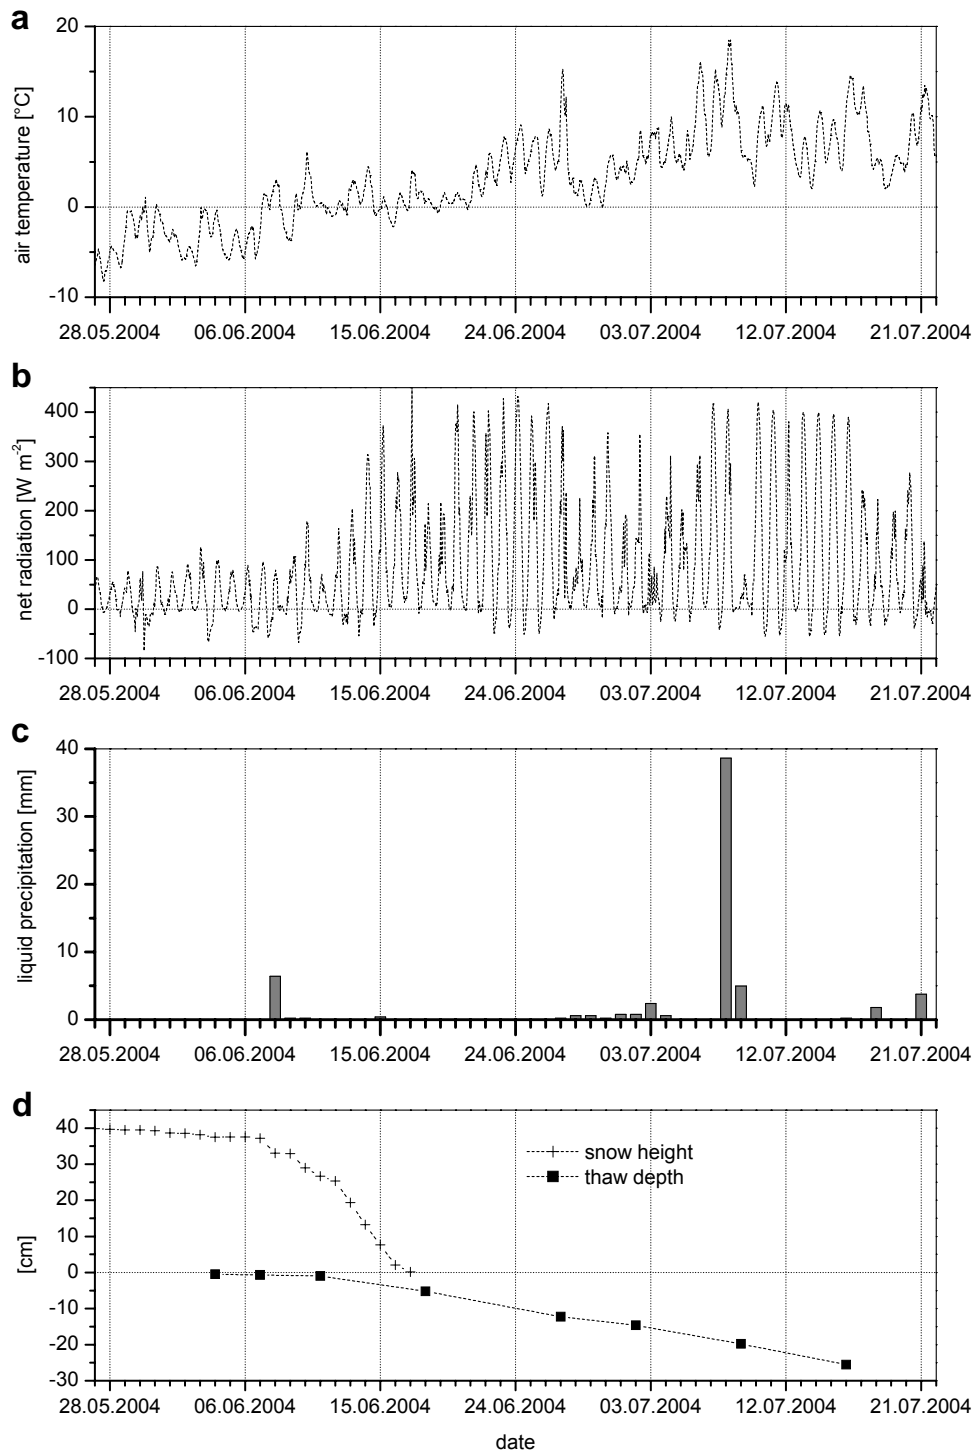 a
20
10
0
-10
air temperature [°C]
28.05.2004 06.06.2004 15.06.2004 24.06.2004 03.07.2004 12.07.2004 21.07.2004
b
400
300
200
100
0
-100
net radiation [W m-2]
28.05.2004 06.06.2004 15.06.2004 24.06.2004 03.07.2004 12.07.2004 21.07.2004
c
40
30
20
10
0
liquid precipitation [mm]
28.05.2004 06.06.2004 15.06.2004 24.06.2004 03.07.2004 12.07.2004 21.07.2004
d
40
30
20
10
0
-10
-20
-30
[cm]
snow height
thaw depth
28.05.2004 06.06.2004 15.06.2004 24.06.2004 03.07.2004 12.07.2004 21.07.2004
date